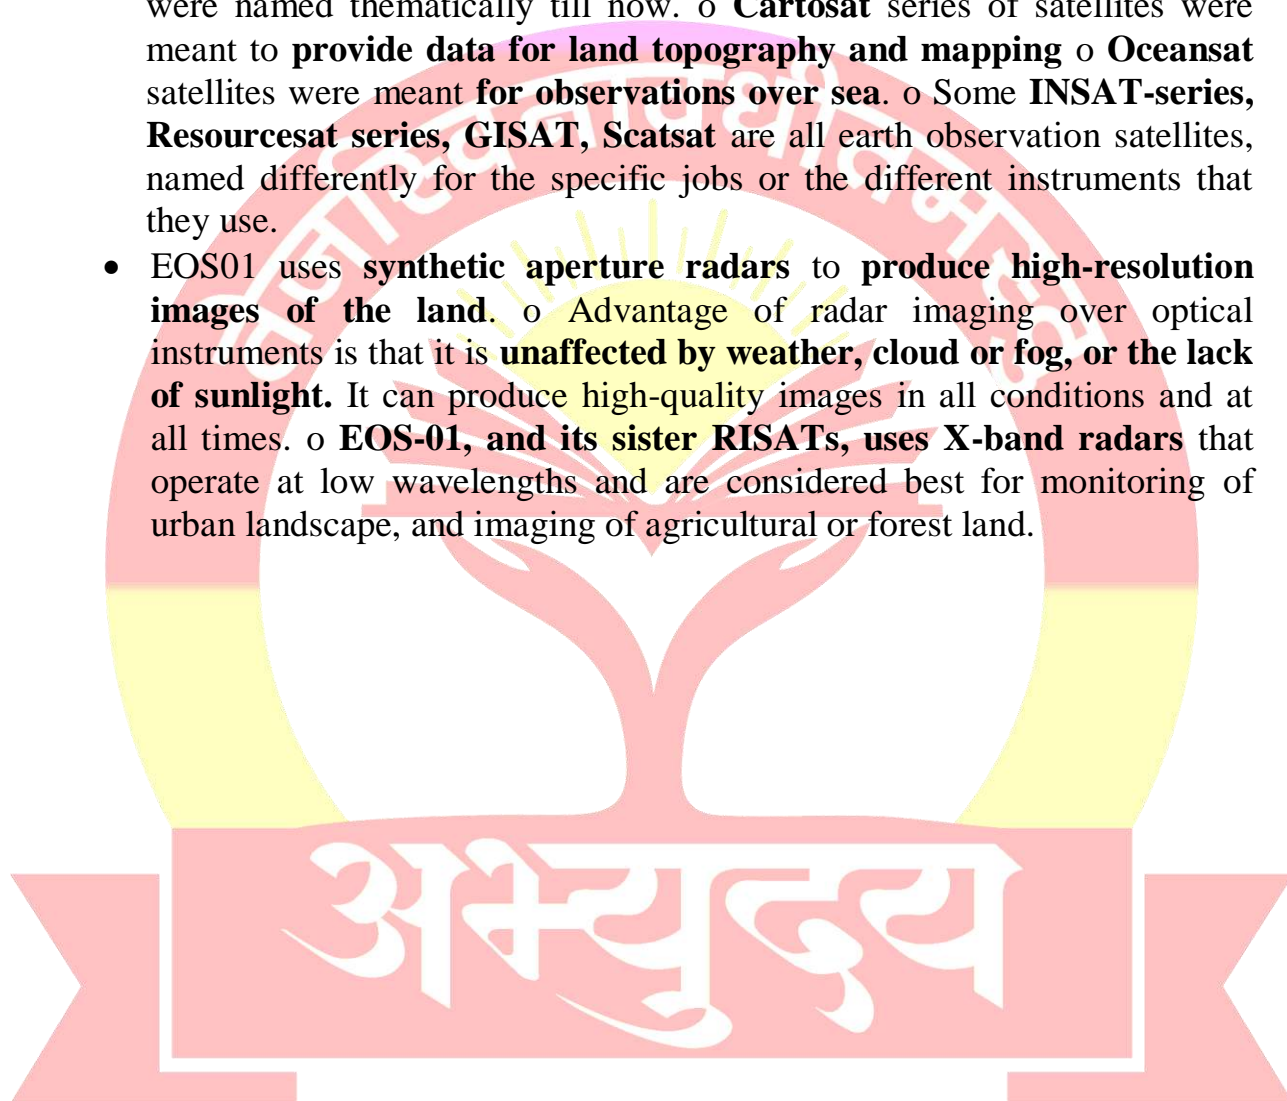 were named thematically till now. o Cartosat series of satellites were
meant to provide data for land topography and mapping o Oceansat
satellites were meant for observations over sea. o Some INSAT-series,
Resourcesat series, GISAT, Scatsat are all earth observation satellites,
named differently for the specific jobs or the different instruments that
they use.
• EOS01 uses synthetic aperture radars to produce high-resolution
images of the land. o Advantage of radar imaging over optical
instruments is that it is unaffected by weather, cloud or fog, or the lack
of sunlight. It can produce high-quality images in all conditions and at
all times. o EOS-01, and its sister RISATs, uses X-band radars that
operate at low wavelengths and are considered best for monitoring of
urban landscape, and imaging of agricultural or forest land.
तेजस्विनावधीतमस्तु
अभ्युदय